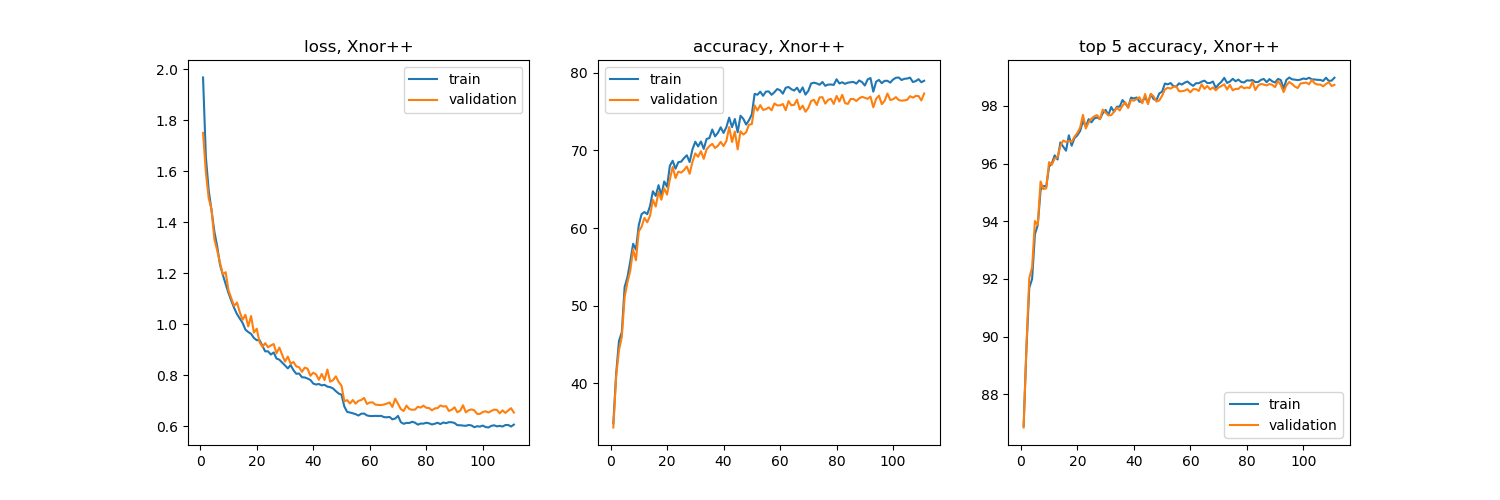 loss, Xnor++
2.0
1.8
1.6
1.4
1.2
1.0
0.8
0.6
0 20 40 60 80 100
train
validation
accuracy, Xnor++
80
70
60
50
40
0 20 40 60 80 100
train
validation
top 5 accuracy, Xnor++
98
96
94
92
90
88
0 20 40 60 80 100
train
validation